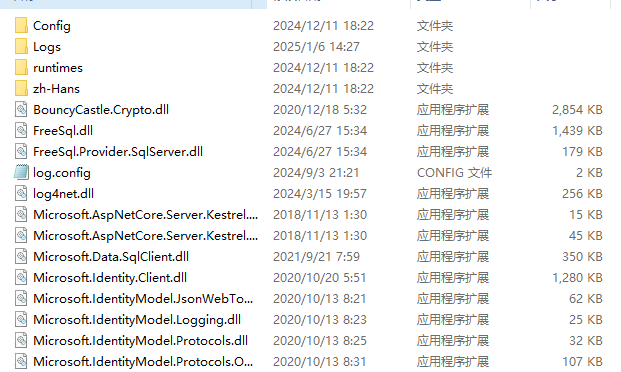 Config 2024/12/11 18:22 文件夹
Logs 2025/1/6 14:27 文件夹
runtimes 2024/12/11 18:22 文件夹
zh-Hans 2024/12/11 18:22 文件夹
BouncyCastle.Crypto.dll 2020/12/18 5:32 应用程序扩展 2,854 KB
FreeSql.dll 2024/6/27 15:34 应用程序扩展 1,439 KB
FreeSql.Provider.SqlServer.dll 2024/6/27 15:34 应用程序扩展 179 KB
log.config 2024/9/3 21:21 CONFIG 文件 2 KB
log4net.dll 2024/3/15 19:57 应用程序扩展 256 KB
Microsoft.AspNetCore.Server.Kestrel.... 2018/11/13 1:30 应用程序扩展 15 KB
Microsoft.AspNetCore.Server.Kestrel.... 2018/11/13 1:30 应用程序扩展 45 KB
Microsoft.Data.SqlClient.dll 2021/9/21 7:59 应用程序扩展 350 KB
Microsoft.Identity.Client.dll 2020/10/20 5:51 应用程序扩展 1,280 KB
Microsoft.IdentityModel.JsonWebTo... 2020/10/13 8:21 应用程序扩展 62 KB
Microsoft.IdentityModel.Logging.dll 2020/10/13 8:23 应用程序扩展 25 KB
Microsoft.IdentityModel.Protocols.dll 2020/10/13 8:25 应用程序扩展 32 KB
Microsoft.IdentityModel.Protocols.O... 2020/10/13 8:31 应用程序扩展 107 KB